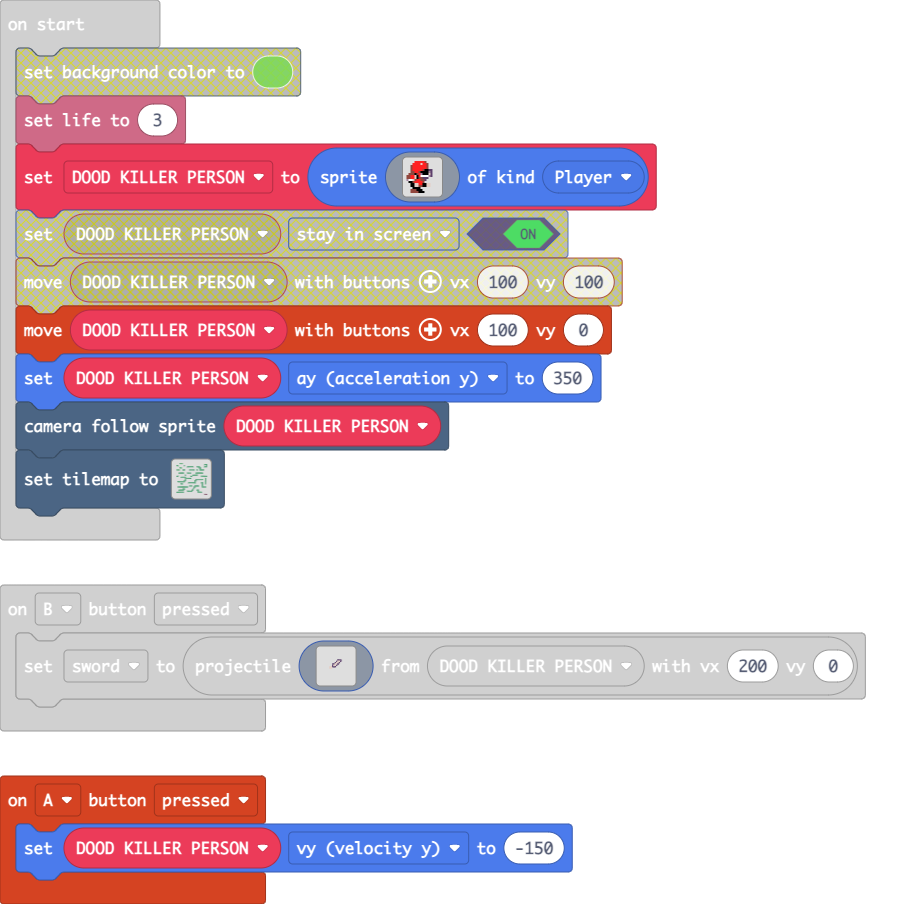 on start
set background color to
set life to 3
set DOOD KILLER PERSON to sprite of kind Player
set DOOD KILLER PERSON stay in screen ON
move DOOD KILLER PERSON with buttons vx 100 vy 100
move DOOD KILLER PERSON with buttons vx 100 vy 0
set DOOD KILLER PERSON ay (acceleration y) to 350
camera follow sprite DOOD KILLER PERSON
set tilemap to
on B button pressed
set sword to projectile from DOOD KILLER PERSON with vx 200 vy 0
on A button pressed
set DOOD KILLER PERSON vy (velocity y) to -150